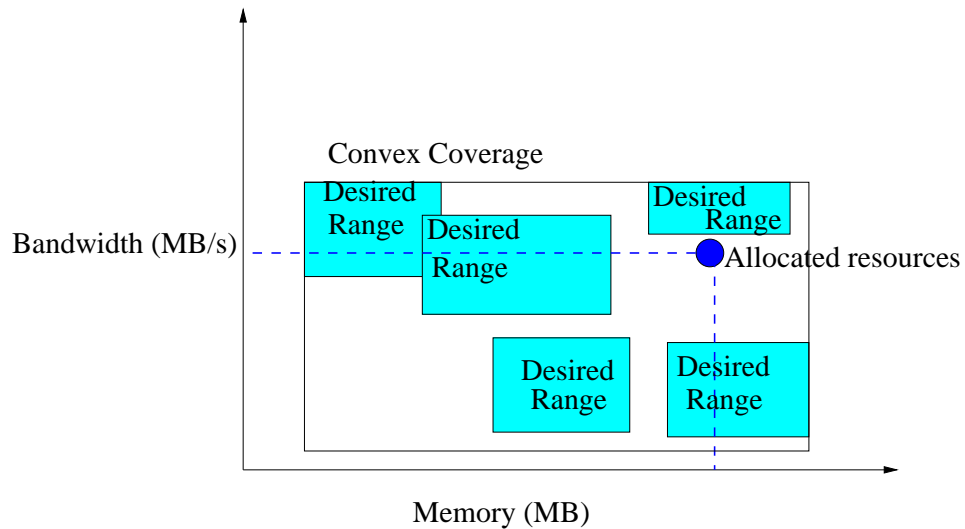 Convex Coverage
Desired
Range
Desired
Range
Desired
Range
Bandwidth (MB/s)
Allocated resources
Desired
Range
Desired
Range
Memory (MB)